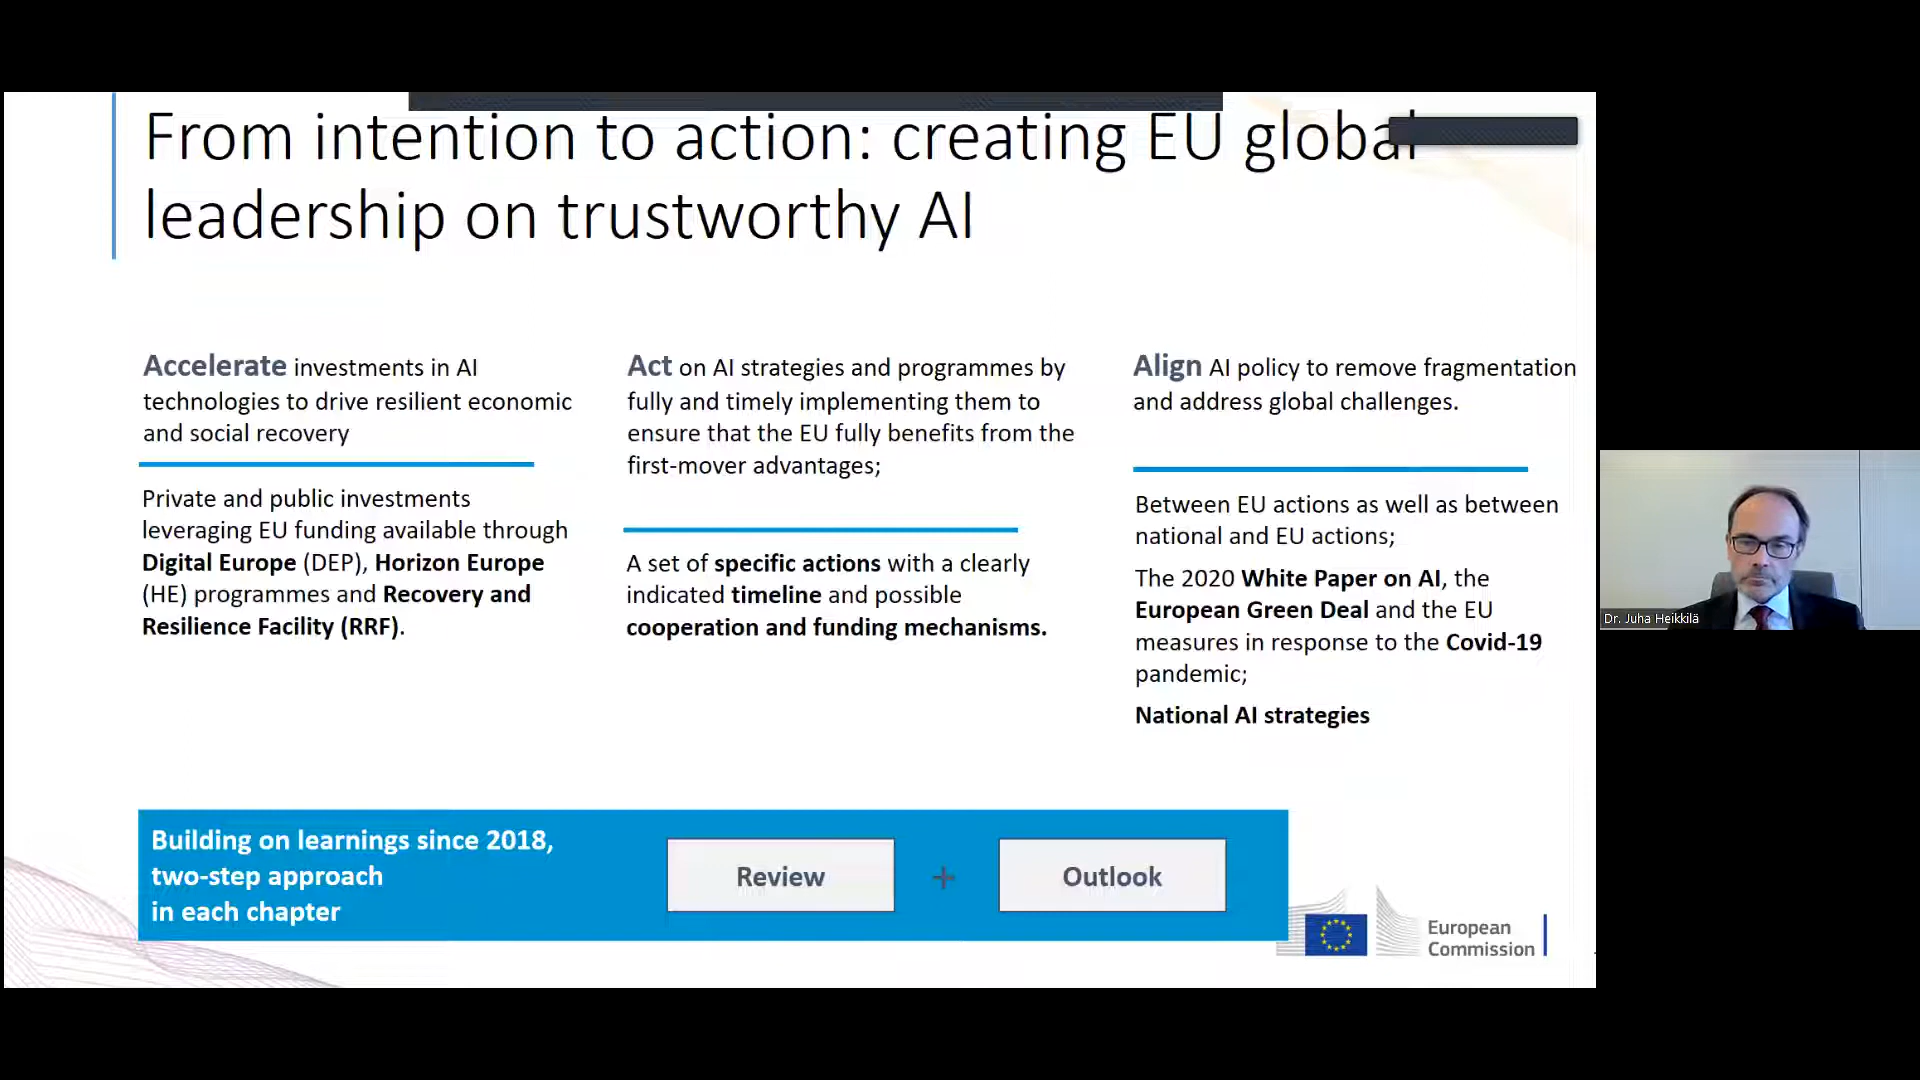 From intention to action: creating EU global
leadership on trustworthy AI
Accelerate investments in AI
technologies to drive resilient economic
and social recovery
Private and public investments
leveraging EU funding available through
Digital Europe (DEP), Horizon Europe
(HE) programmes and Recovery and
Resilience Facility (RRF).
Act on AI strategies and programmes by
fully and timely implementing them to
ensure that the EU fully benefits from the
first-mover advantages;
A set of specific actions with a clearly
indicated timeline and possible
cooperation and funding mechanisms.
Align AI policy to remove fragmentation
and address global challenges.
Between EU actions as well as between
national and EU actions;
The 2020 White Paper on AI, the
European Green Deal and the EU
measures in response to the Covid-19
pandemic;
National AI strategies
Building on learnings since 2018,
two-step approach
in each chapter
Review + Outlook
European
Commission
Dr. Juha Heikkilä